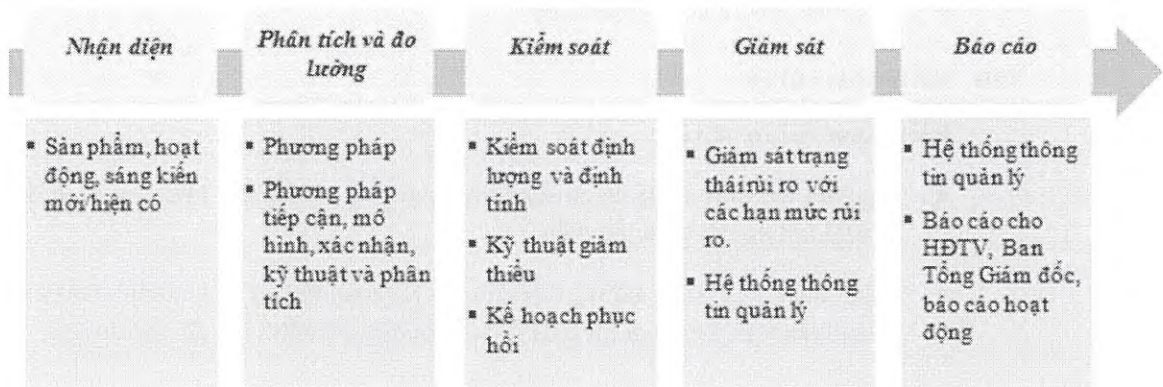 Nhận diện
Phân tích và đo
lường
Kiểm soát
Giám sát
Báo cáo
▪ Sản phẩm, hoạt
động, sáng kiến
mới/hiện có
▪ Phương pháp
▪ Phương pháp
tiếp cận, mô
hình, xác nhận,
kỹ thuật và phân
tích
▪ Kiểm soát định
lượng và định
tính
▪ Kỹ thuật giảm
thiểu
▪ Kế hoạch phục
hồi
▪ Giám sát trạng
thái rủi ro với
các hạn mức rủi
ro.
▪ Hệ thống thông
tin quản lý
▪ Hệ thống thông
tin quản lý
▪ Báo cáo cho
HĐTV, Ban
Tổng Giám đốc,
báo cáo hoạt
động